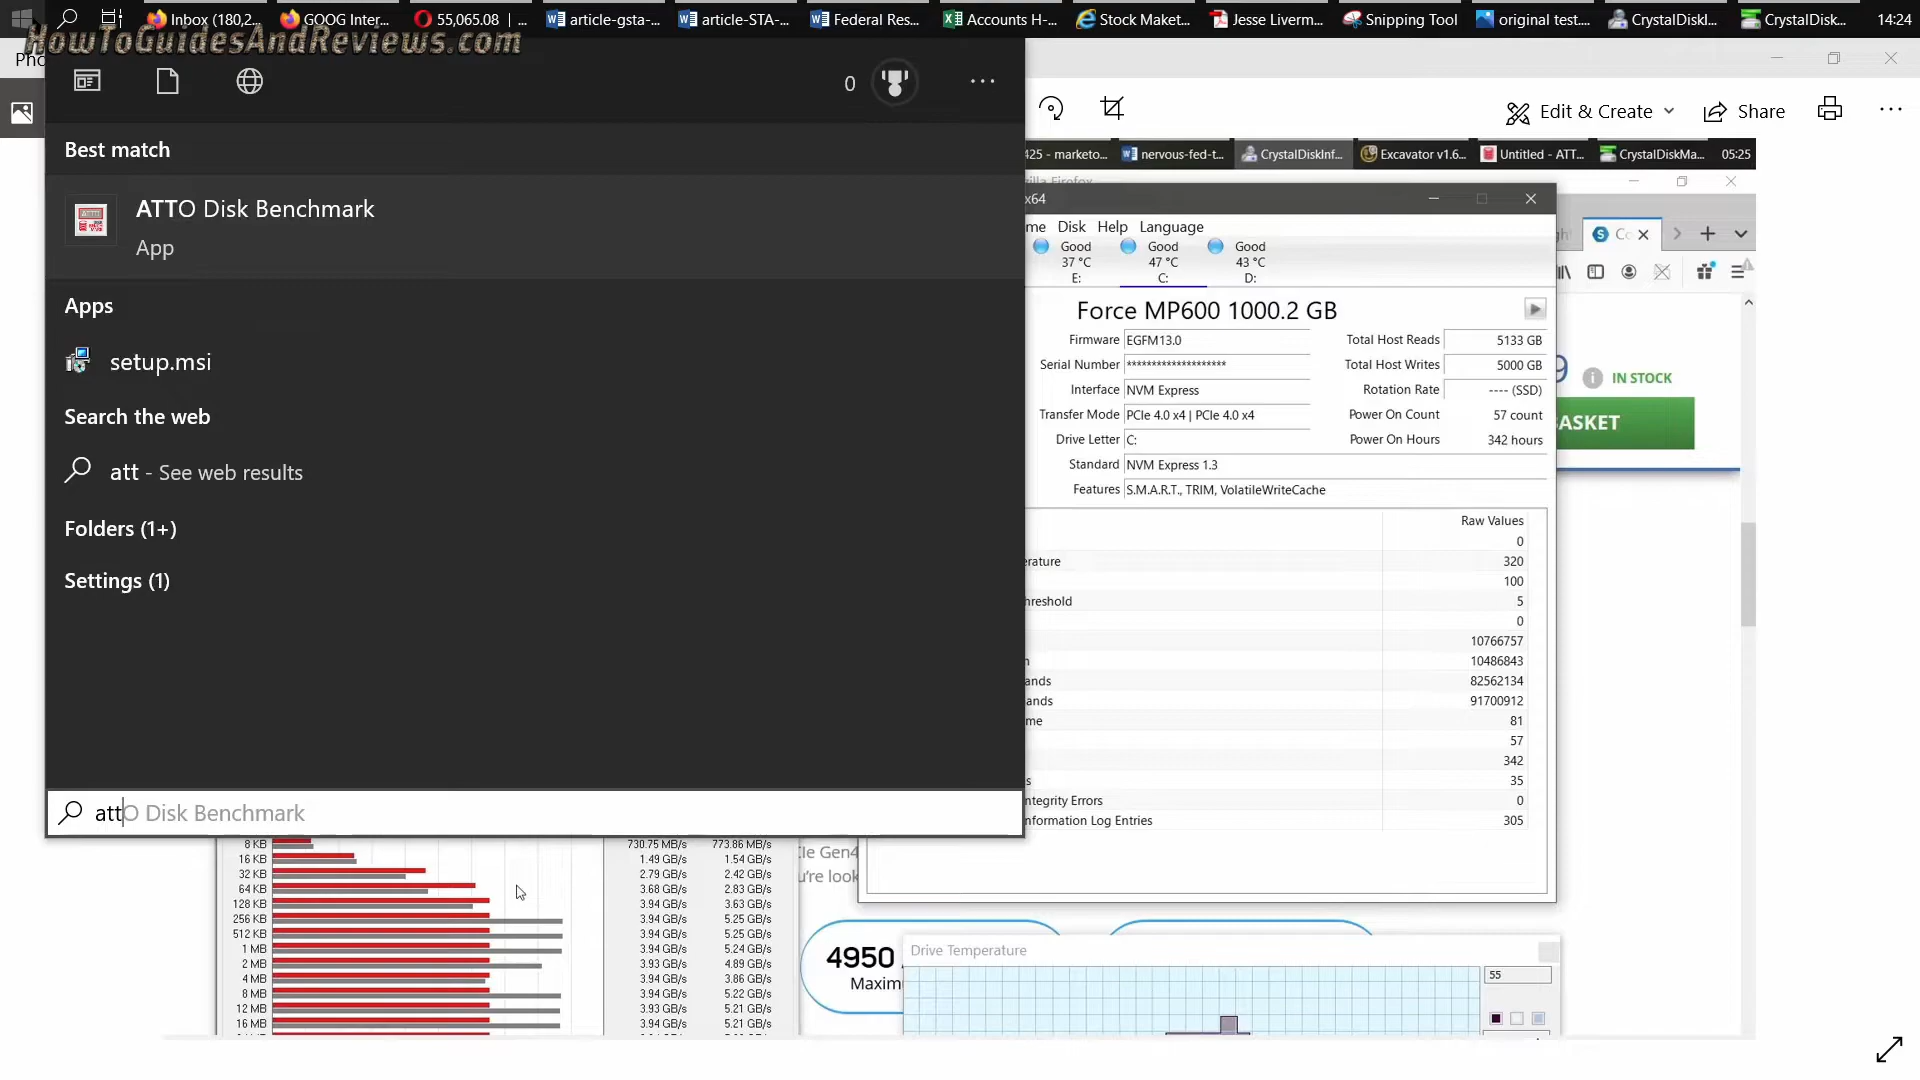 Inbox (180,2...
GOOG Inter...
55,065.08 | ...
article-gsta-...
article-STA-...
Federal Res...
Accounts H-...
Stock Maket...
Jesse Liverm...
Snipping Tool
original test....
CrystalDiskI...
CrystalDisk...
14:24
HowToGuidesAndReviews.com
Pho
0
...
Best match
ATTO Disk Benchmark
App
Apps
setup.msi
Search the web
att - See web results
Folders (1+)
Settings (1)
attO Disk Benchmark
Edit & Create
Share
425 - marketo...
nervous-fed-t...
CrystalDiskInf...
Excavator v1.6...
Untitled - ATT...
CrystalDiskMa...
05:25
zilla Firefox
x64
me Disk Help Language
Good
37 °C
E:
Good
47 °C
C:
Good
43 °C
D:
Force MP600 1000.2 GB
Firmware EGFM13.0
Serial Number ********************
Interface NVM Express
Transfer Mode PCIe 4.0 x4 | PCIe 4.0 x4
Drive Letter C:
Standard NVM Express 1.3
Features S.M.A.R.T., TRIM, VolatileWriteCache
Total Host Reads 5133 GB
Total Host Writes 5000 GB
Rotation Rate ---- (SSD)
Power On Count 57 count
Power On Hours 342 hours
Raw Values
0
erature 320
100
hreshold 5
0
10766757
n 10486843
ands 82562134
ands 91700912
me 81
57
342
s 35
ntegrity Errors 0
nformation Log Entries 305
Co
9
IN STOCK
ASKET
8 KB 730.75 MB/s 773.86 MB/s
16 KB 1.49 GB/s 1.54 GB/s
32 KB 2.79 GB/s 2.42 GB/s
64 KB 3.68 GB/s 2.83 GB/s
128 KB 3.94 GB/s 3.63 GB/s
256 KB 3.94 GB/s 5.25 GB/s
512 KB 3.94 GB/s 5.25 GB/s
1 MB 3.94 GB/s 5.24 GB/s
2 MB 3.93 GB/s 4.89 GB/s
4 MB 3.94 GB/s 3.86 GB/s
8 MB 3.94 GB/s 5.22 GB/s
12 MB 3.93 GB/s 5.21 GB/s
16 MB 3.94 GB/s 5.21 GB/s
Cle Gen4
u're look
4950
Maxim
Drive Temperature
55